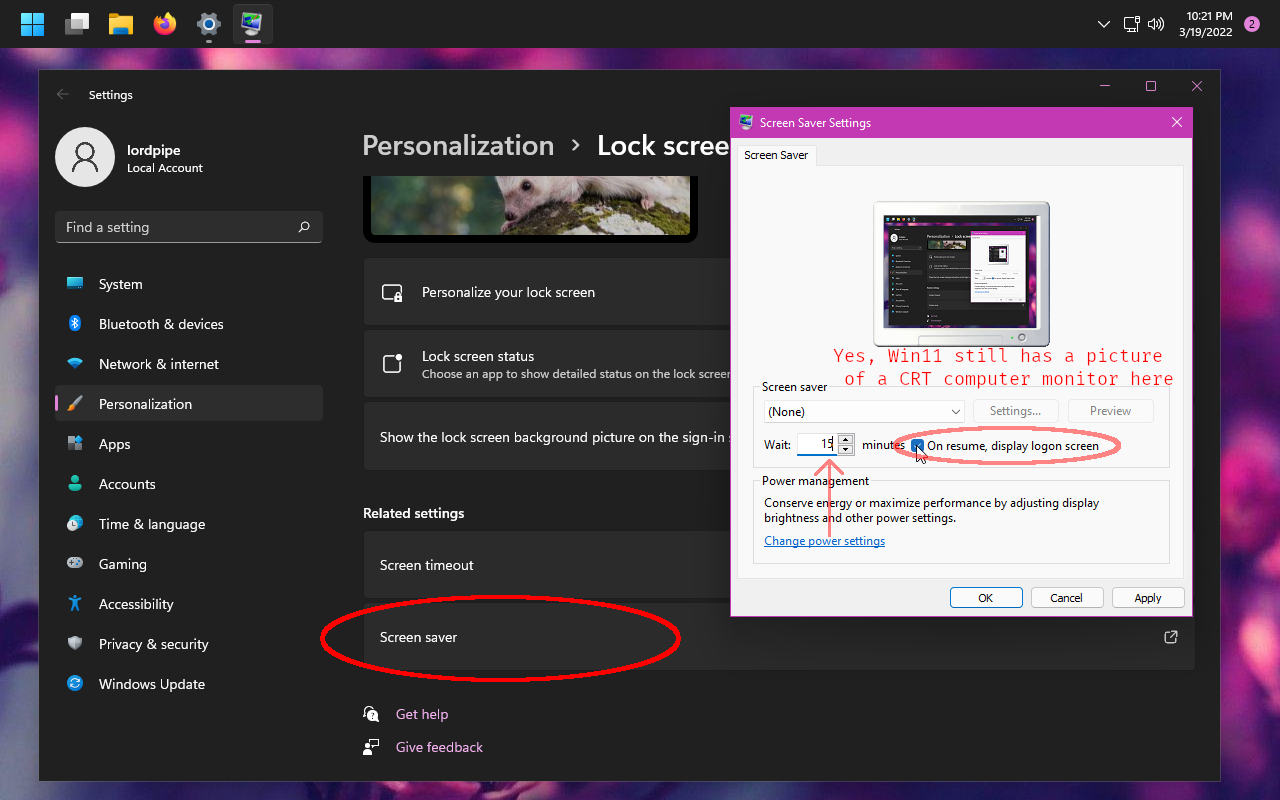 10:21 PM
3/19/2022
2
Settings
lordpipe
Local Account
Find a setting
System
Bluetooth & devices
Network & internet
Personalization
Apps
Accounts
Time & language
Gaming
Accessibility
Privacy & security
Windows Update
Personalization › Lock scree
Personalize your lock screen
Lock screen status
Choose an app to show detailed status on the lock screen
Show the lock screen background picture on the sign-in s
Related settings
Screen timeout
Screen saver
Get help
Give feedback
Screen Saver Settings
Screen Saver
Yes, Win11 still has a picture
of a CRT computer monitor here
Screen saver
(None) Settings... Preview
Wait: 15 minutes On resume, display logon screen
Power management
Conserve energy or maximize performance by adjusting display
brightness and other power settings.
Change power settings
OK Cancel Apply